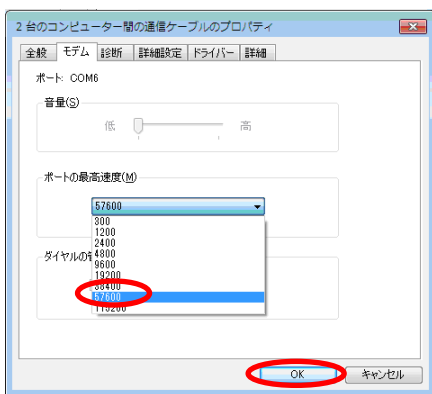 2 台のコンピューター間の通信ケーブルのプロパティ
全般 モデム 診断 詳細設定 ドライバー 詳細
ポート: COM6
音量(S)
低 高
ポートの最高速度(M)
57600
300
1200
2400
4800
9600
19200
38400
57600
115200
ダイヤルの
OK キャンセル